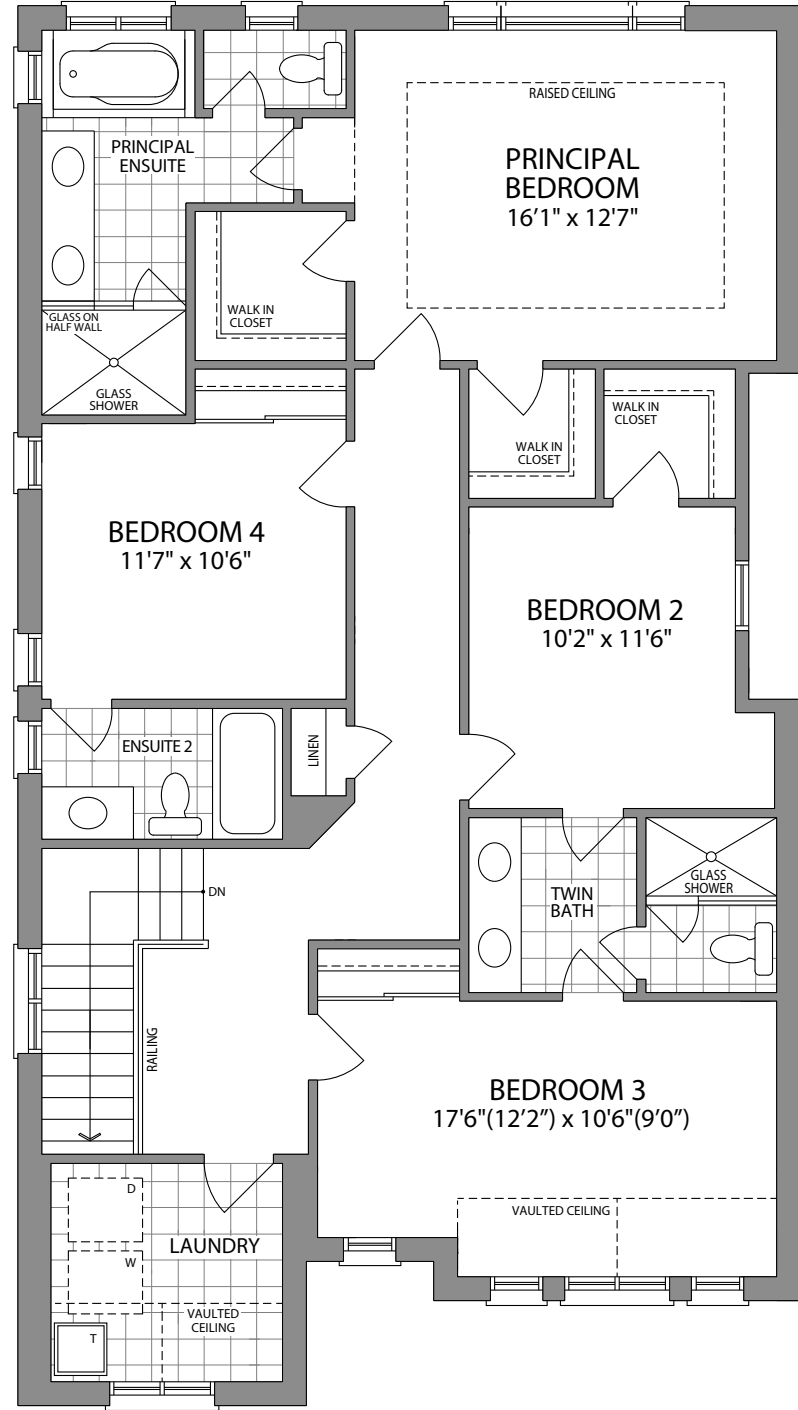 RAISED CEILING
PRINCIPAL
ENSUITE
PRINCIPAL
BEDROOM
16'1" x 12'7"
WALK IN
CLOSET
GLASS ON
HALF WALL
GLASS
SHOWER
WALK IN
CLOSET
WALK IN
CLOSET
BEDROOM 4
11'7" x 10'6"
BEDROOM 2
10'2" x 11'6"
ENSUITE 2
LINEN
GLASS
SHOWER
DN
TWIN
BATH
RAILING
BEDROOM 3
17'6"(12'2") x 10'6"(9'0")
D
VAULTED CEILING
LAUNDRY
W
VAULTED
CEILING
T